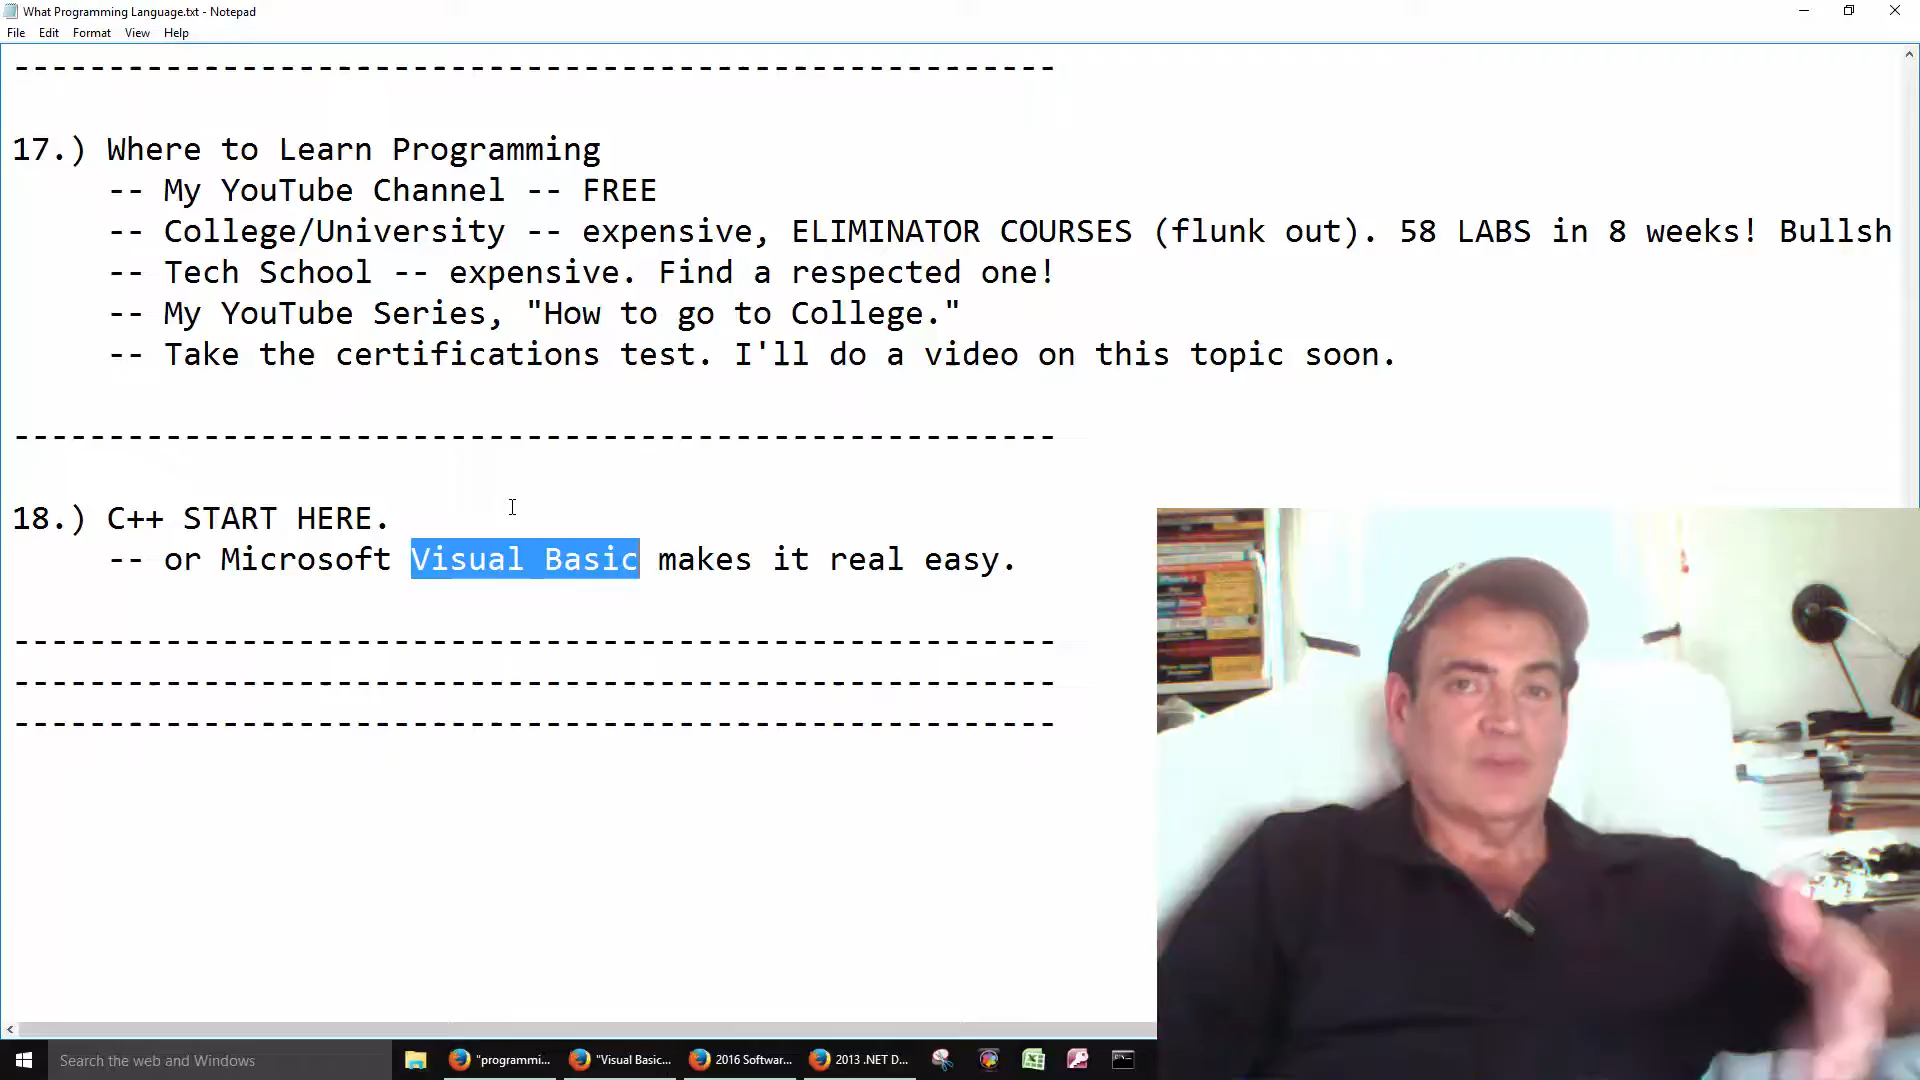 What Programming Language.txt - Notepad
File Edit Format View Help
-------------------------------------------------------
17.) Where to Learn Programming
-- My YouTube Channel -- FREE
-- College/University -- expensive, ELIMINATOR COURSES (flunk out). 58 LABS in 8 weeks! Bullsh
-- Tech School -- expensive. Find a respected one!
-- My YouTube Series, "How to go to College."
-- Take the certifications test. I'll do a video on this topic soon.
-------------------------------------------------------
18.) C++ START HERE.
-- or Microsoft Visual Basic makes it real easy.
-------------------------------------------------------
-------------------------------------------------------
-------------------------------------------------------
Search the web and Windows
"programmi...
"Visual Basic...
2016 Softwar...
2013 .NET D...